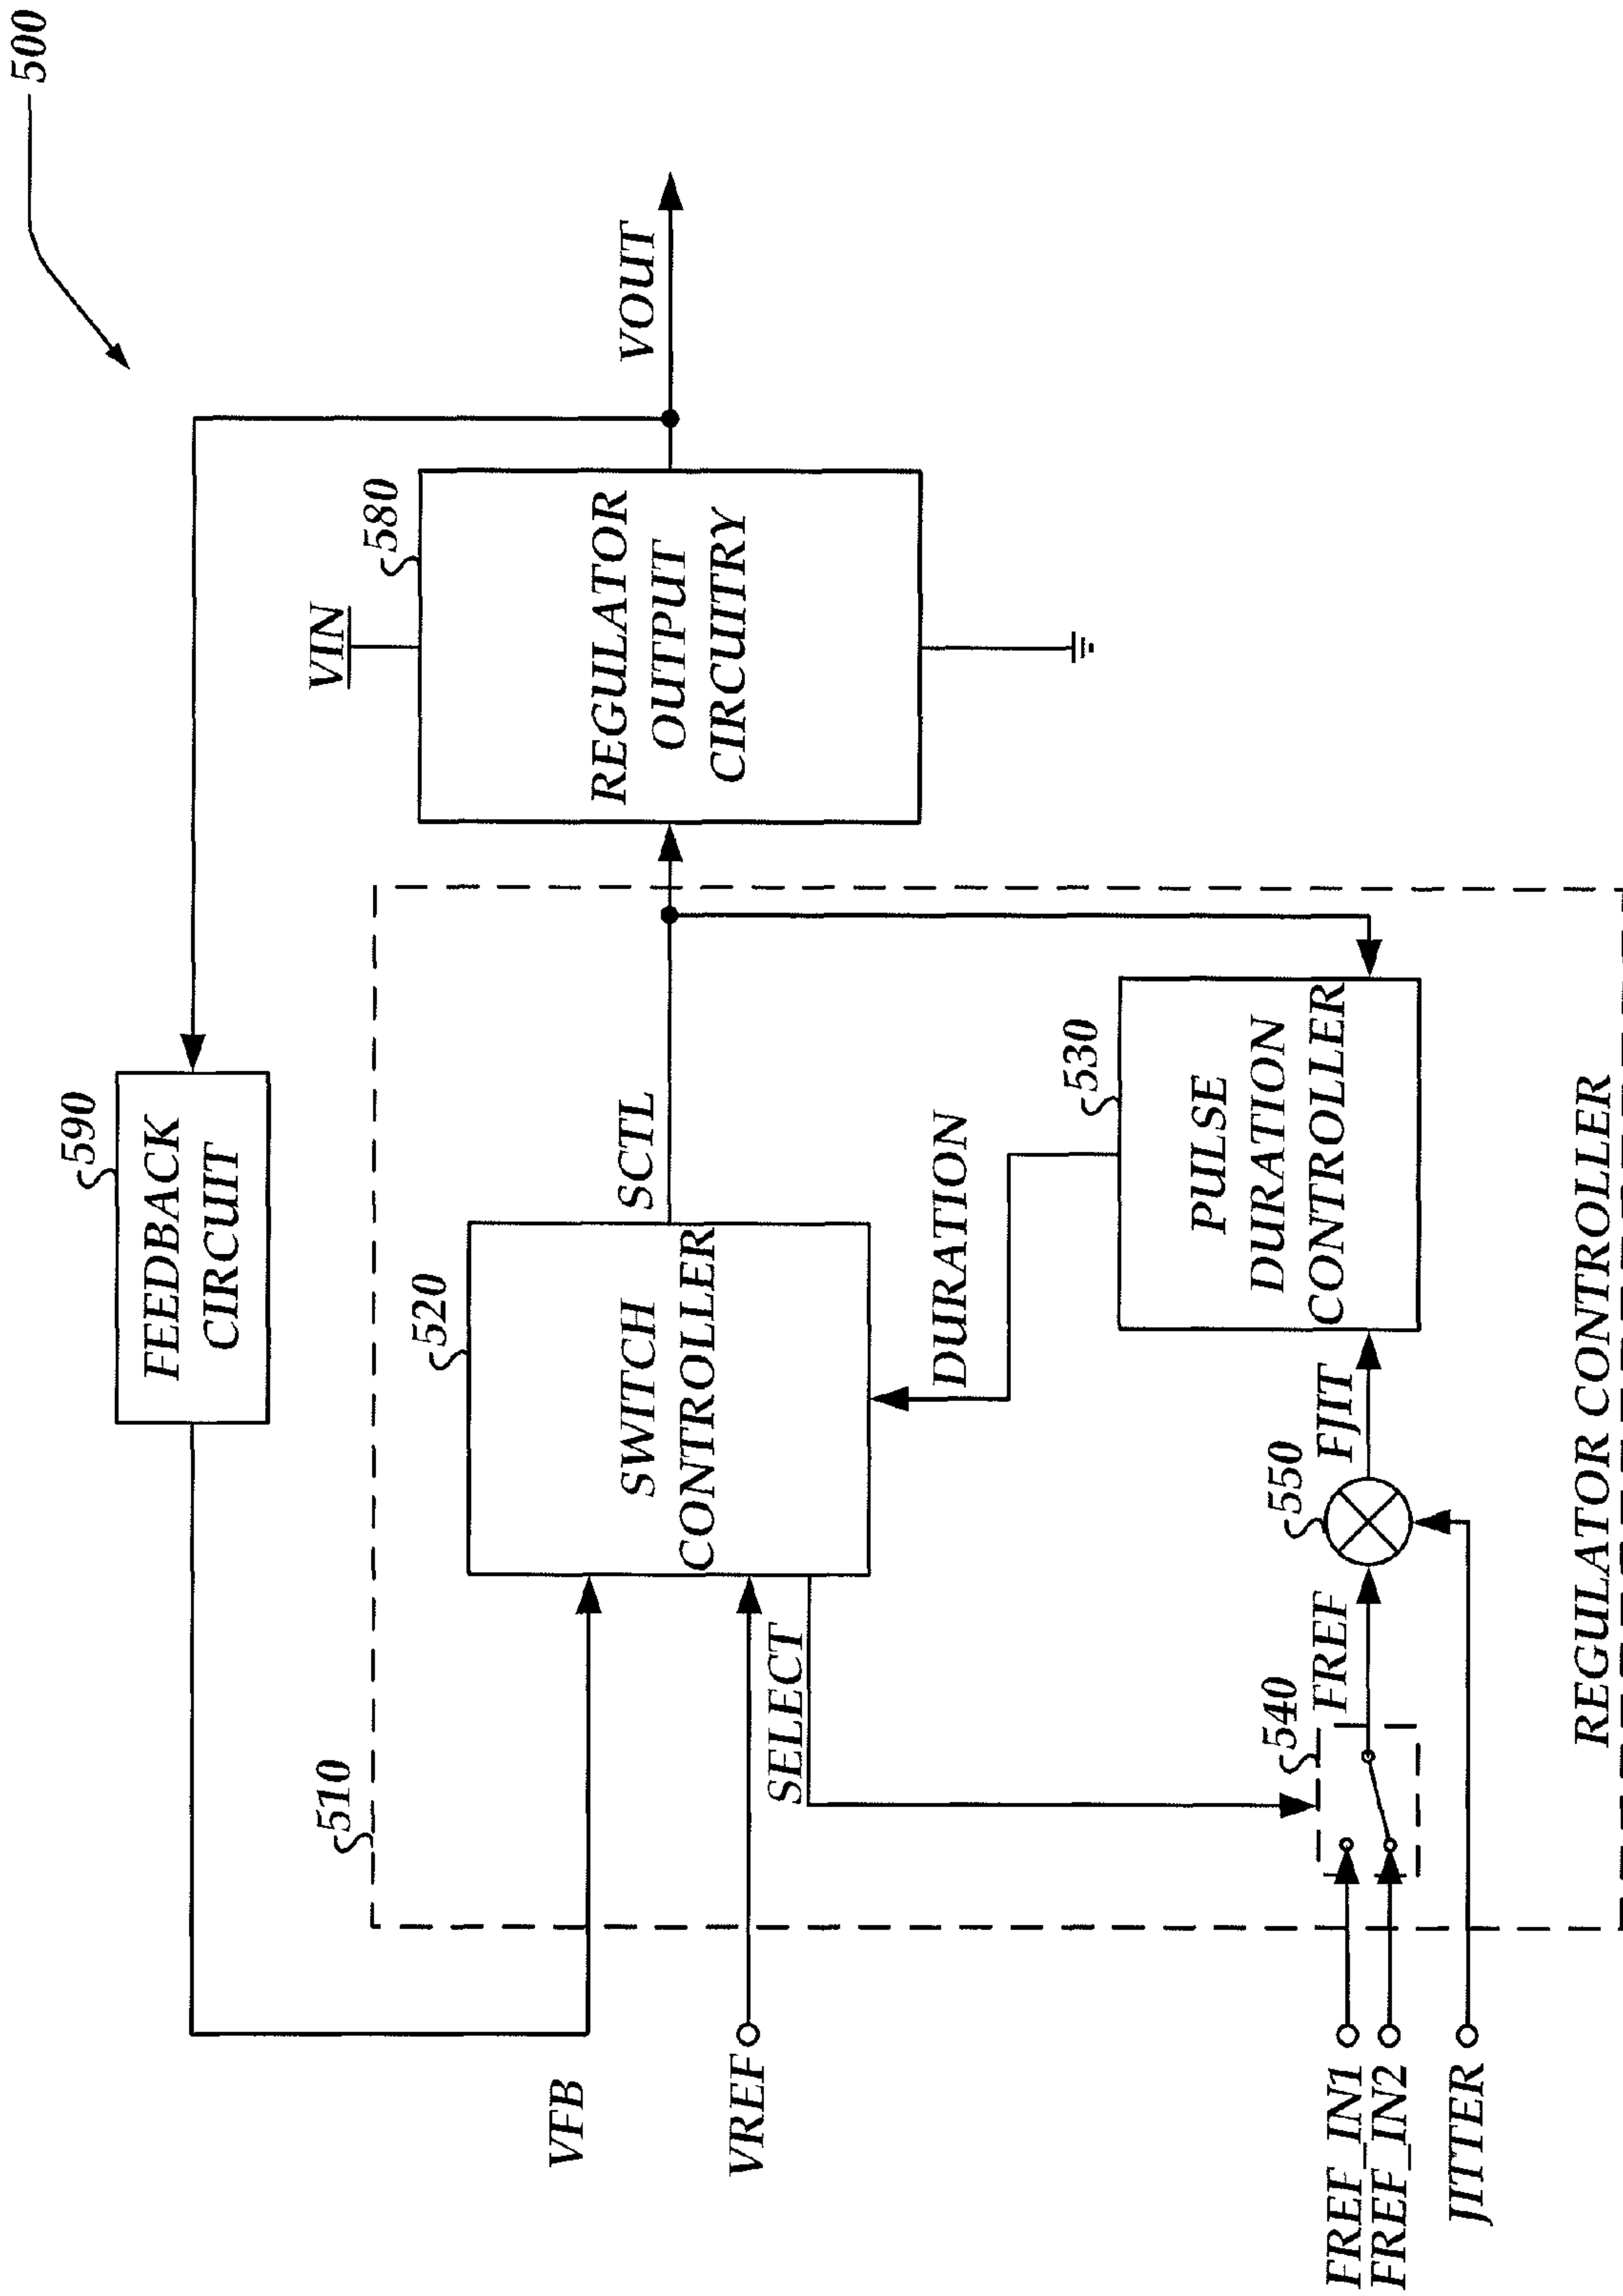 500
590
FEEDBACK
CIRCUIT
VIN
580
REGULATOR
OUTPUT
CIRCUITRY
VOUT
510
520
SWITCH
CONTROLLER
SCTL
VFB
VREF
SELECT
DURATION
530
PULSE
DURATION
CONTROLLER
540
FREF
550
FJIT
FREF_IN1
FREF_IN2
JITTER
REGULATOR CONTROLLER